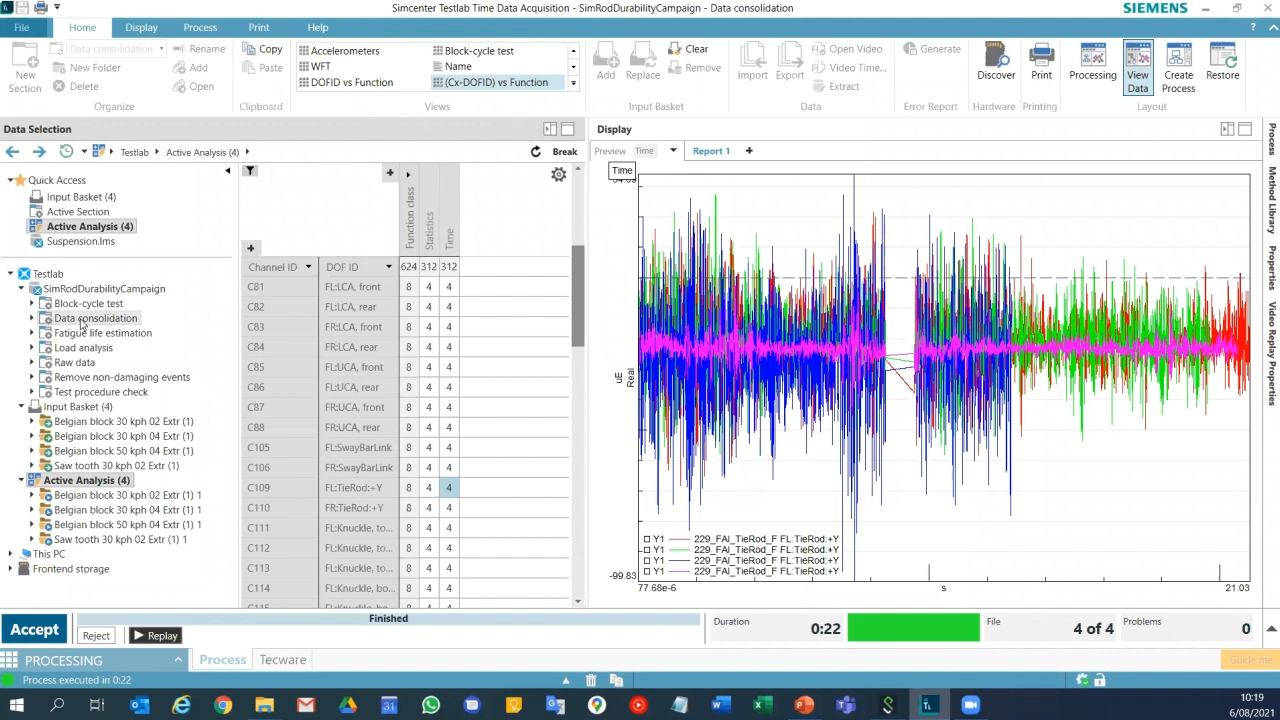 Simcenter Testlab Time Data Acquisition - SimRodDurabilityCampaign - Data consolidation
SIEMENS
File
Home
Display
Process
Print
Help
New Section
Data consolidation
New Folder
Delete
Rename
Add
Open
Organize
Copy
Paste
Clipboard
Accelerometers
WFT
DOFID vs Function
Block-cycle test
Name
(Cx-DOFID) vs Function
Views
Add
Replace
Clear
Remove
Input Basket
Import
Export
Open Video
Video Time...
Extract
Data
Generate
Error Report
Discover
Hardware
Print
Printing
Processing
View Data
Create Process
Restore
Layout
Data Selection
Testlab
Active Analysis (4)
Break
Quick Access
Input Basket (4)
Active Section
Active Analysis (4)
Suspension.lms
Testlab
SimRodDurabilityCampaign
Block-cycle test
Data consolidation
Fatigue life estimation
Load analysis
Raw data
Remove non-damaging events
Test procedure check
Input Basket (4)
Belgian block 30 kph 02 Extr (1)
Belgian block 30 kph 04 Extr (1)
Belgian block 50 kph 04 Extr (1)
Saw tooth 30 kph 02 Extr (1)
Active Analysis (4)
Belgian block 30 kph 02 Extr (1) 1
Belgian block 30 kph 04 Extr (1) 1
Belgian block 50 kph 04 Extr (1) 1
Saw tooth 30 kph 02 Extr (1) 1
This PC
Frontend storage
Function class
Statistics
Time
Channel ID DOF ID 624 312 312
C81 FL:LCA, front 8 4 4
C82 FL:LCA, rear 8 4 4
C83 FR:LCA, front 8 4 4
C84 FR:LCA, rear 8 4 4
C85 FL:UCA, front 8 4 4
C86 FL:UCA, rear 8 4 4
C87 FR:UCA, front 8 4 4
C88 FR:UCA, rear 8 4 4
C105 FL:SwayBarLink 8 4 4
C106 FR:SwayBarLink 8 4 4
C109 FL:TieRod:+Y 8 4 4
C110 FR:TieRod:+Y 8 4 4
C111 FL:Knuckle, to... 8 4 4
C112 FL:Knuckle, to... 8 4 4
C113 FL:Knuckle, to... 8 4 4
C114 FL:Knuckle, bo... 8 4 4
C115 FL:Knuckle, bo... 8 4 4
Display
Preview
Time
Report 1
Time
uE
Real
-99.83
77.68e-6
s
21.03
Y1 229_FAI_TieRod_F FL:TieRod:+Y
Y1 229_FAI_TieRod_F FL:TieRod:+Y
Y1 229_FAI_TieRod_F FL:TieRod:+Y
Y1 229_FAI_TieRod_F FL:TieRod:+Y
Process
Method Library
Properties
Video Replay Properties
Accept
Reject
Replay
Finished
Duration
0:22
File
4 of 4
Problems
0
PROCESSING
Process
Tecware
Guide me
Process executed in 0:22
10:19
6/08/2021